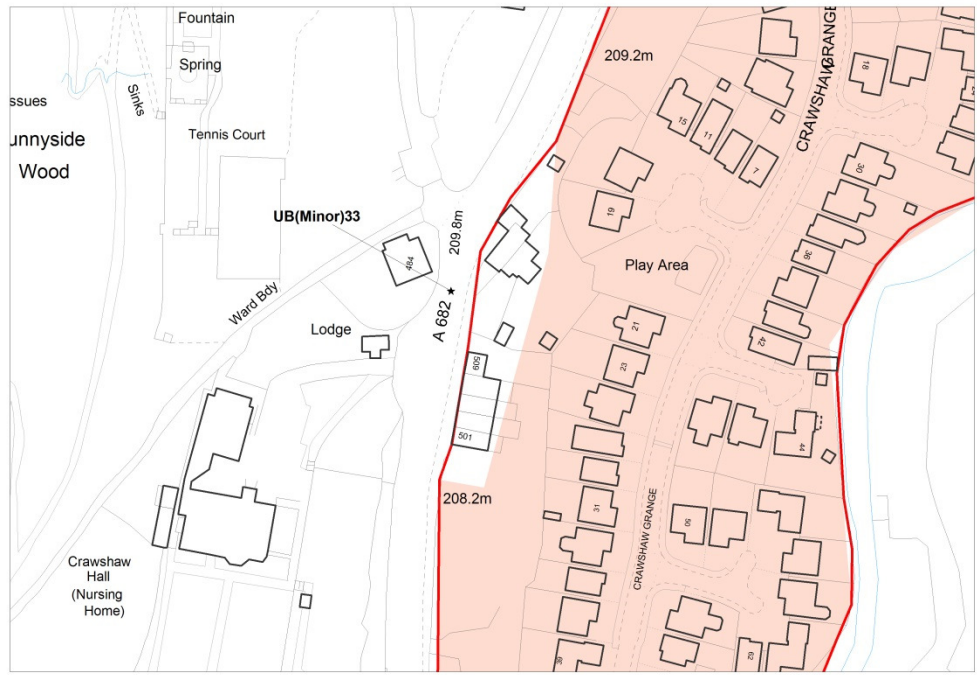 Fountain
Spring
ssues
Sinks
unnyside
Wood
Tennis Court
UB(Minor)33
484
209.8m
A 682
Ward Bdy
Lodge
509
501
208.2m
Crawshaw
Hall
(Nursing
Home)
209.2m
CRAWSHAW GRANGE
15
11
7
19
18
30
36
42
44
Play Area
21
23
31
50
CRAWSHAW GRANGE
62